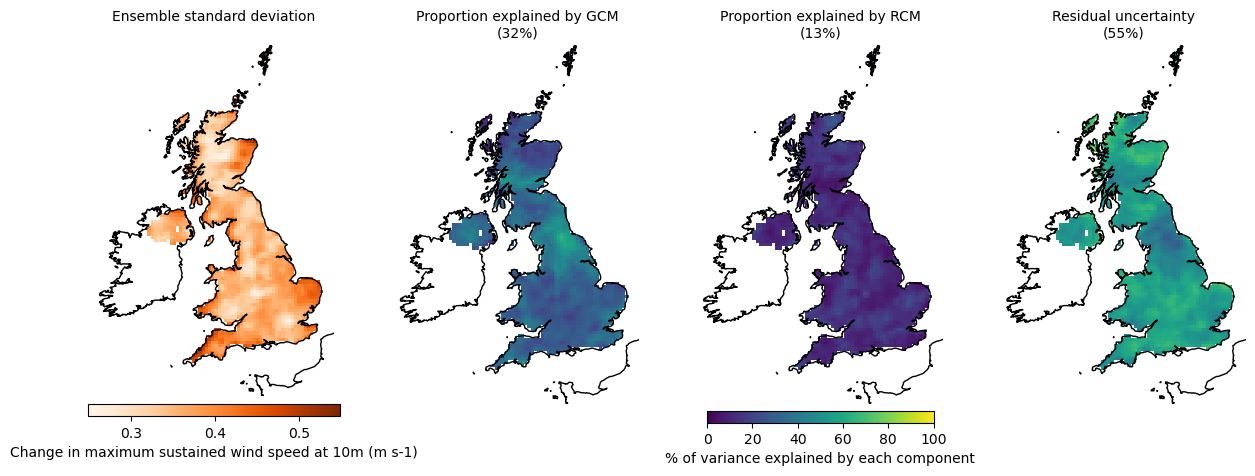 Ensemble standard deviation
Proportion explained by GCM
(32%)
Proportion explained by RCM
(13%)
Residual uncertainty
(55%)
0.3 0.4 0.5
Change in maximum sustained wind speed at 10m (m s-1)
0 20 40 60 80 100
% of variance explained by each component